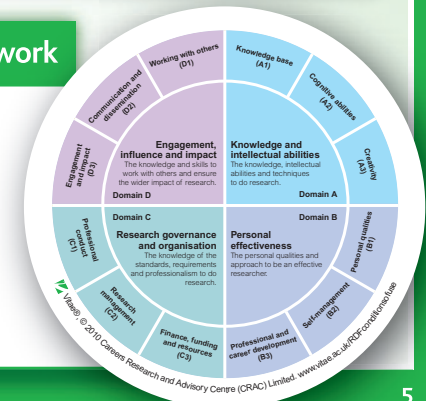 work
Working with others
(D1)
Knowledge base
(A1)
Communication and
dissemination
(D2)
Cognitive abilities
(A2)
Engagement
and impact
(D3)
Creativity
(A3)
Engagement,
influence and impact
The knowledge and skills to
work with others and ensure
the wider impact of research.
Domain D
Knowledge and
intellectual abilities
The knowledge, intellectual
abilities and techniques
to do research.
Domain A
Domain C
Research governance
and organisation
The knowledge of the
standards, requirements
and professionalism to do
research.
Domain B
Personal
effectiveness
The personal qualities and
approach to be an effective
researcher.
Professional
conduct
(C1)
Personal qualities
(B1)
Research
management
(C2)
Self-management
(B2)
Finance, funding
and resources
(C3)
Professional and
career development
(B3)
Vitae®, © 2010 Careers Research and Advisory Centre (CRAC) Limited. www.vitae.ac.uk/RDFconditionsofuse
5